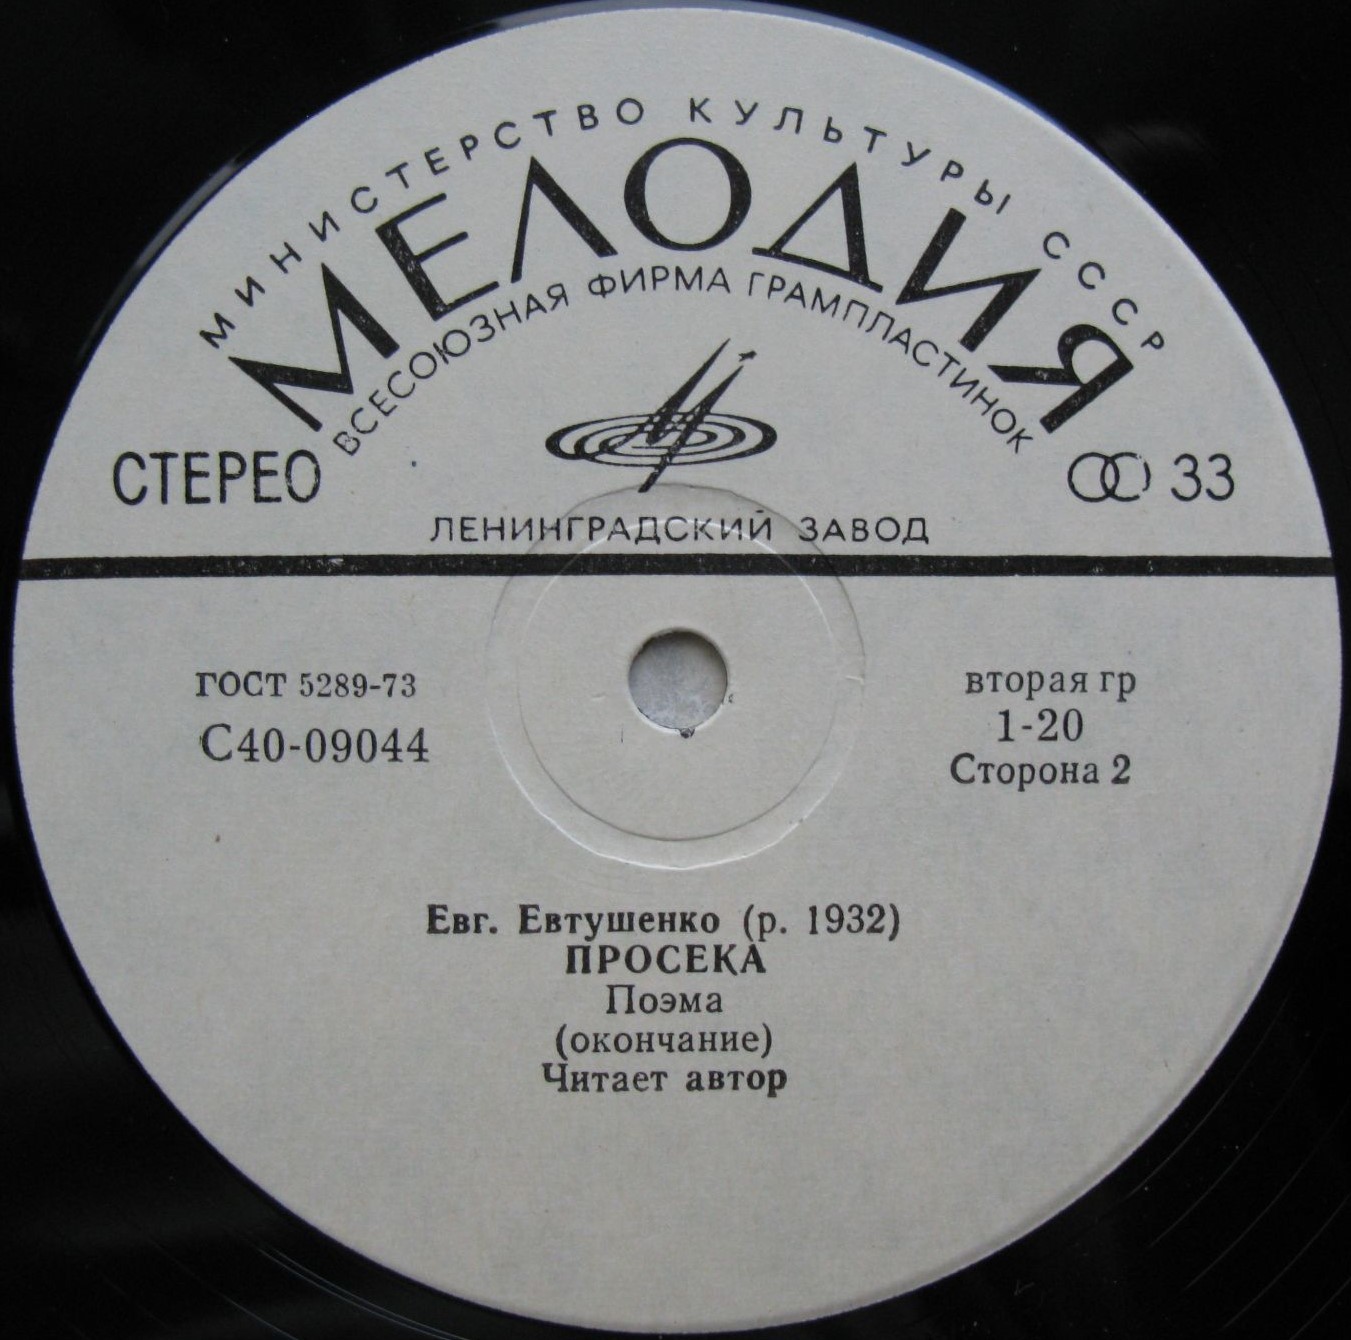 МИНИСТЕРСТВО КУЛЬТУРЫ СССР
МЕЛОДИЯ
ВСЕСОЮЗНАЯ ФИРМА ГРАМПЛАСТИНОК
СТЕРЕО
33
ЛЕНИНГРАДСКИЙ ЗАВОД
ГОСТ 5289-73
С40-09044
вторая гр
1-20
Сторона 2
Евг. Евтушенко (р. 1932)
ПРОСЕКА
Поэма
(окончание)
Читает автор